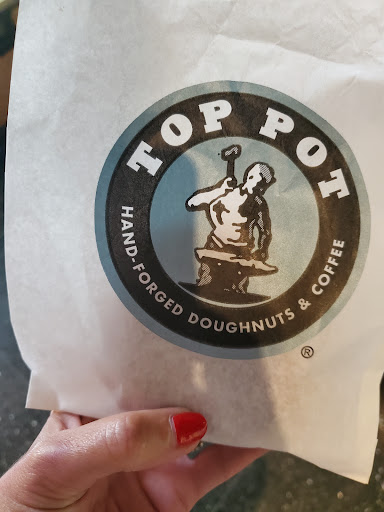 TOP POT
HAND-FORGED DOUGHNUTS & COFFEE
®